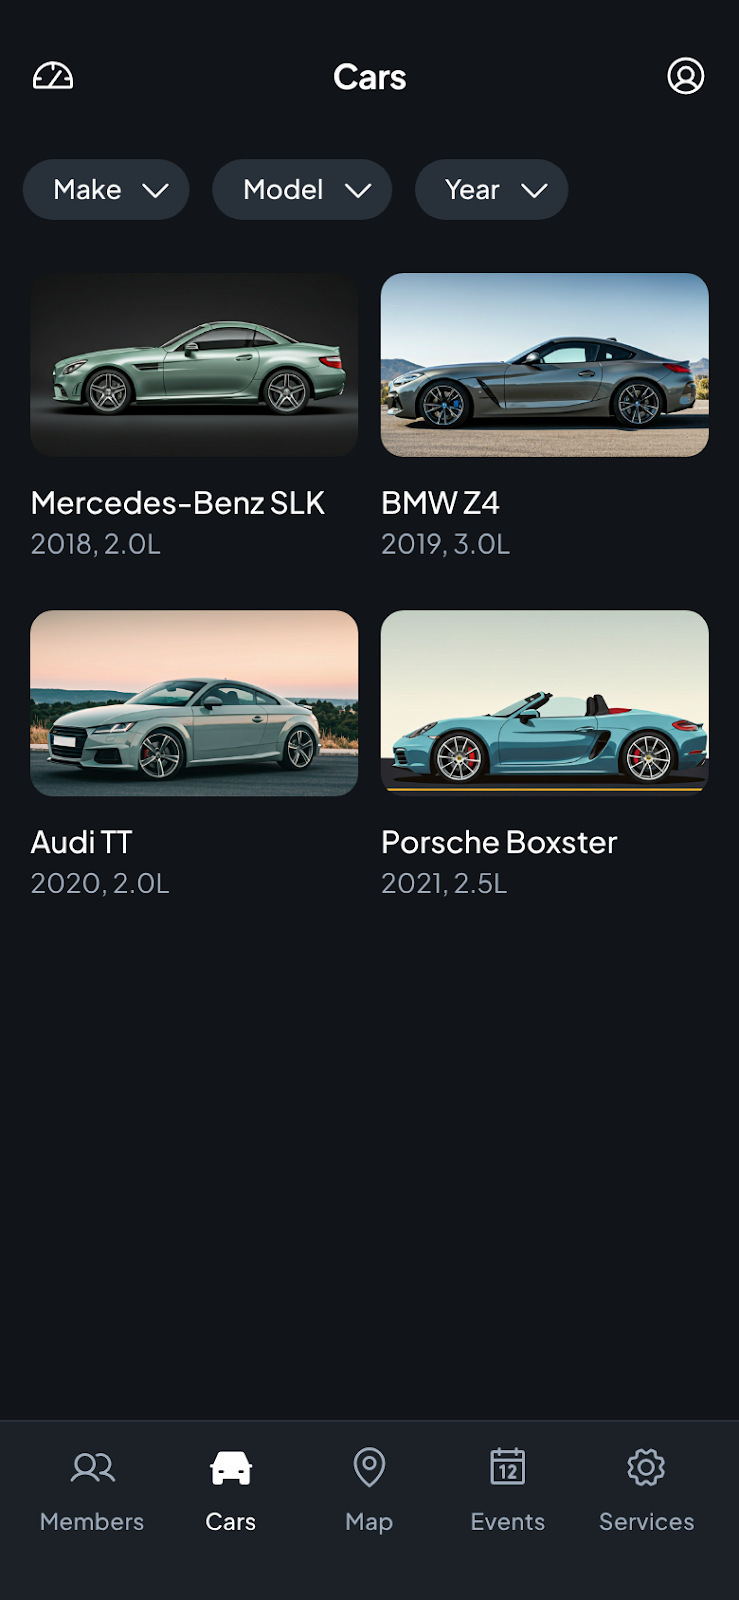 Cars
Make
Model
Year
Mercedes-Benz SLK
2018, 2.0L
BMW Z4
2019, 3.0L
Audi TT
2020, 2.0L
Porsche Boxster
2021, 2.5L
12
Members
Cars
Map
Events
Services